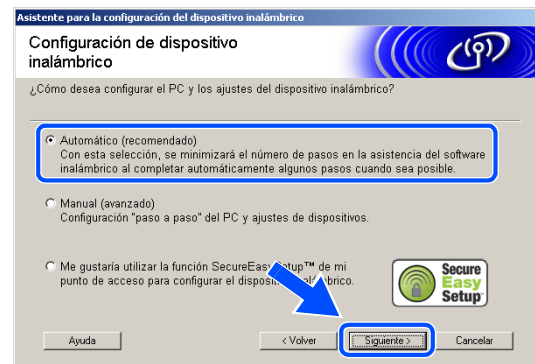 Asistente para la configuración del dispositivo inalámbrico
Configuración de dispositivo
inalámbrico
¿Cómo desea configurar el PC y los ajustes del dispositivo inalámbrico?
Automático (recomendado)
Con esta selección, se minimizará el número de pasos en la asistencia del software
inalámbrico al completar automáticamente algunos pasos cuando sea posible.
Manual (avanzado)
Configuración "paso a paso" del PC y ajustes de dispositivos.
Me gustaría utilizar la función SecureEasySetup™ de mi
punto de acceso para configurar el dispositivo inalámbrico.
Secure
Easy
Setup
Ayuda
< Volver
Siguiente >
Cancelar